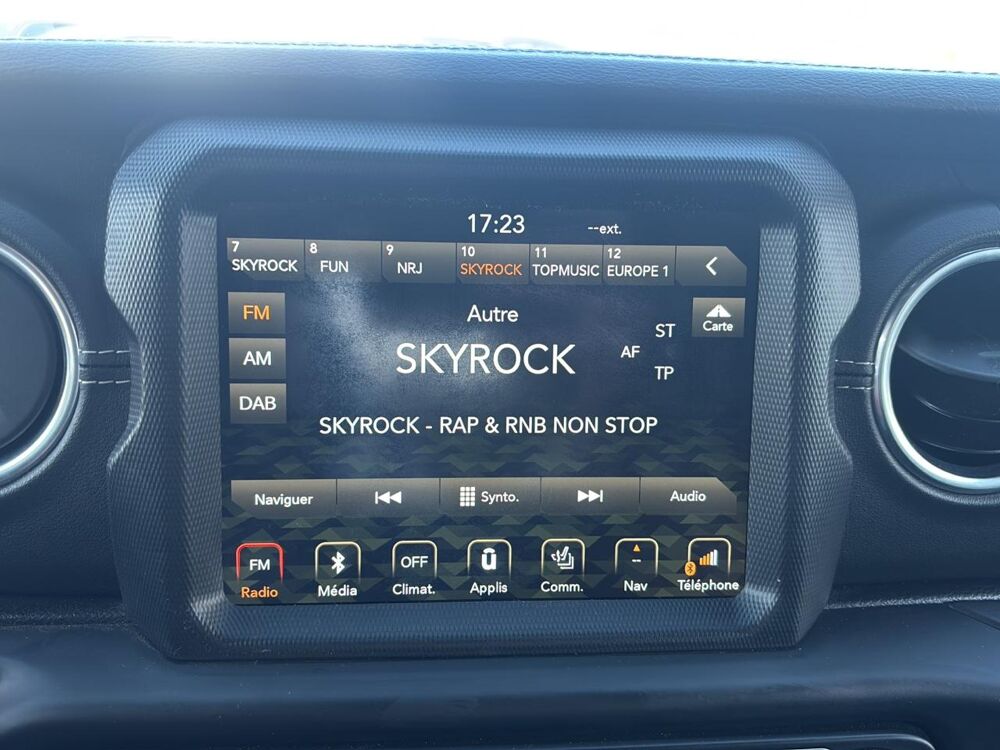 17:23 --ext.
7 8 9 10 11 12
SKYROCK FUN NRJ SKYROCK TOPMUSIC EUROPE 1
FM Autre Carte
ST
AM SKYROCK AF
TP
DAB
SKYROCK - RAP & RNB NON STOP
Naviguer Synto. Audio
FM OFF --
Radio Média Climat. Applis Comm. Nav Téléphone